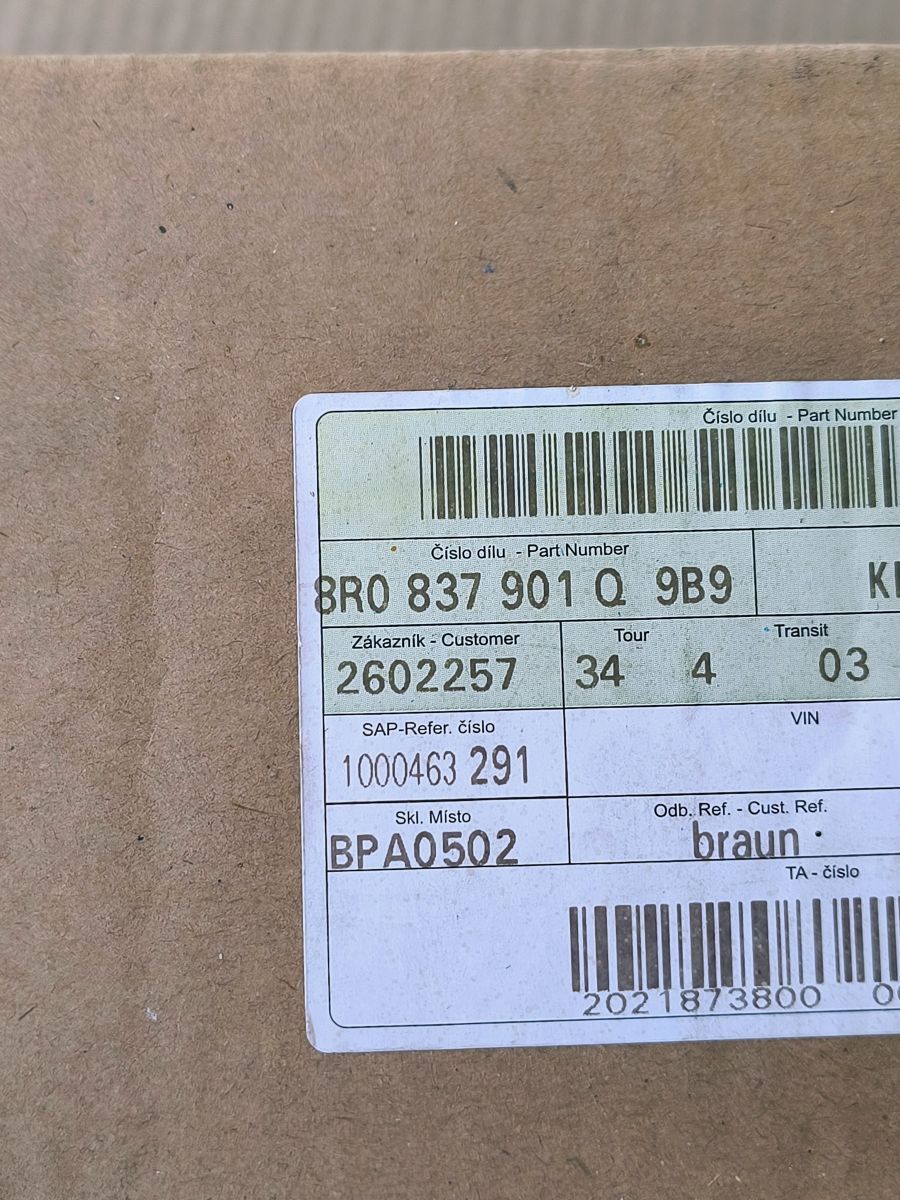 Číslo dílu - Part Number
Číslo dílu - Part Number
8R0 837 901 Q 9B9
Zákazník - Customer
Tour
Transit
2602257
34 4 03
SAP-Refer. číslo
VIN
1000463 291
Skl. Místo
Odb. Ref. - Cust. Ref.
BPA0502
braun
TA - číslo
2021873800